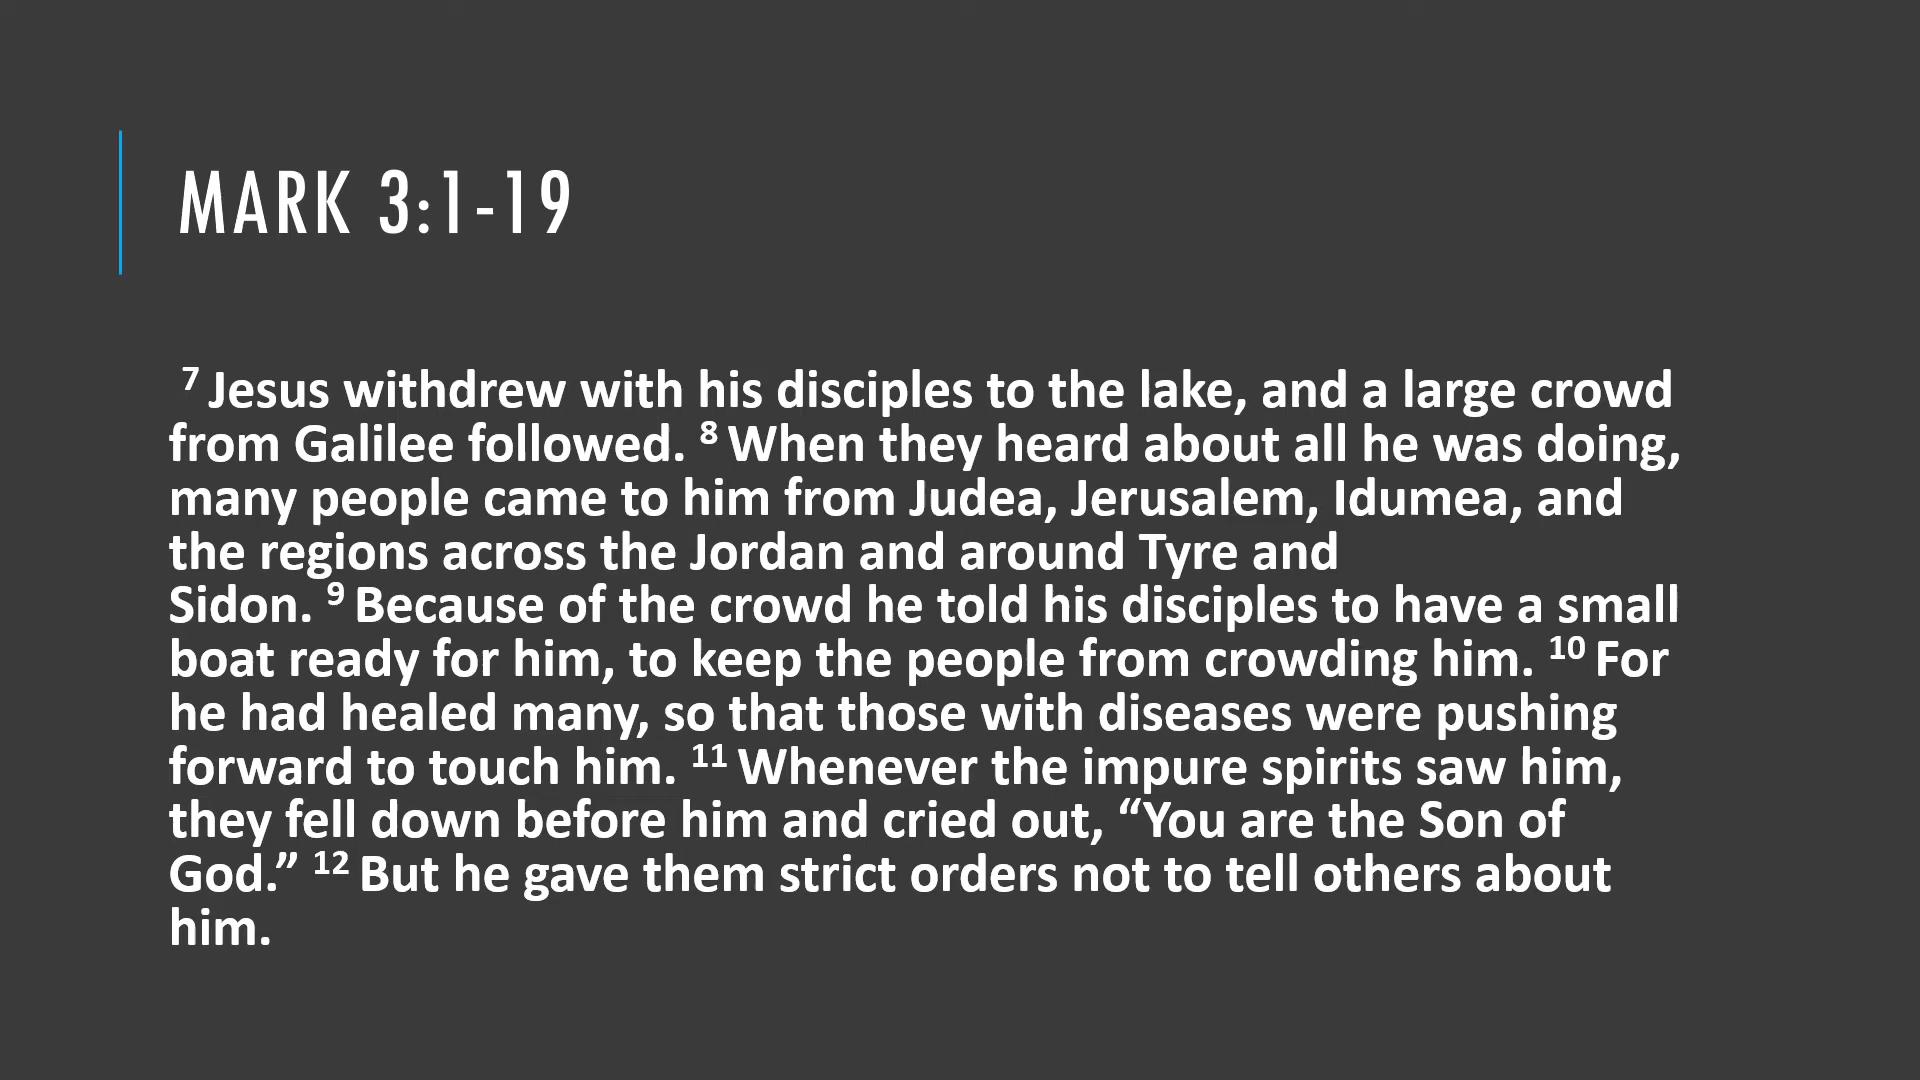 MARK 3:1-19
7 Jesus withdrew with his disciples to the lake, and a large crowd
from Galilee followed. 8 When they heard about all he was doing,
many people came to him from Judea, Jerusalem, Idumea, and
the regions across the Jordan and around Tyre and
Sidon. 9 Because of the crowd he told his disciples to have a small
boat ready for him, to keep the people from crowding him. 10 For
he had healed many, so that those with diseases were pushing
forward to touch him. 11 Whenever the impure spirits saw him,
they fell down before him and cried out, “You are the Son of
God.” 12 But he gave them strict orders not to tell others about
him.